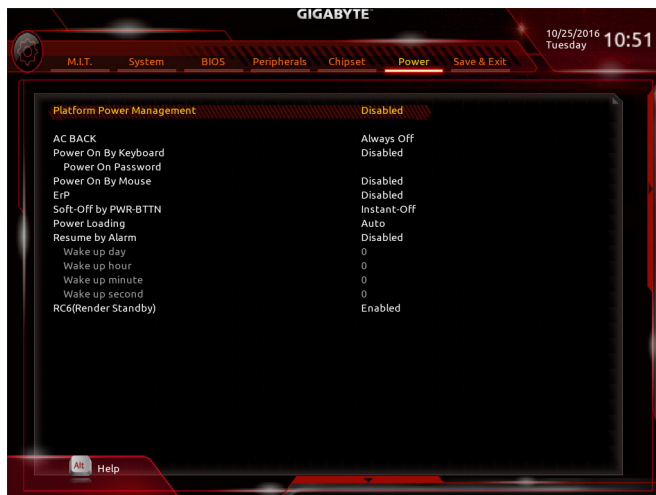 GIGABYTE™
10/25/2016 Tuesday 10:51
M.I.T. System BIOS Peripherals Chipset Power Save & Exit
Platform Power Management Disabled
AC BACK Always Off
Power On By Keyboard Disabled
Power On Password
Power On By Mouse Disabled
ErP Disabled
Soft-Off by PWR-BTTN Instant-Off
Power Loading Auto
Resume by Alarm Disabled
Wake up day 0
Wake up hour 0
Wake up minute 0
Wake up second 0
RC6(Render Standby) Enabled
Alt Help